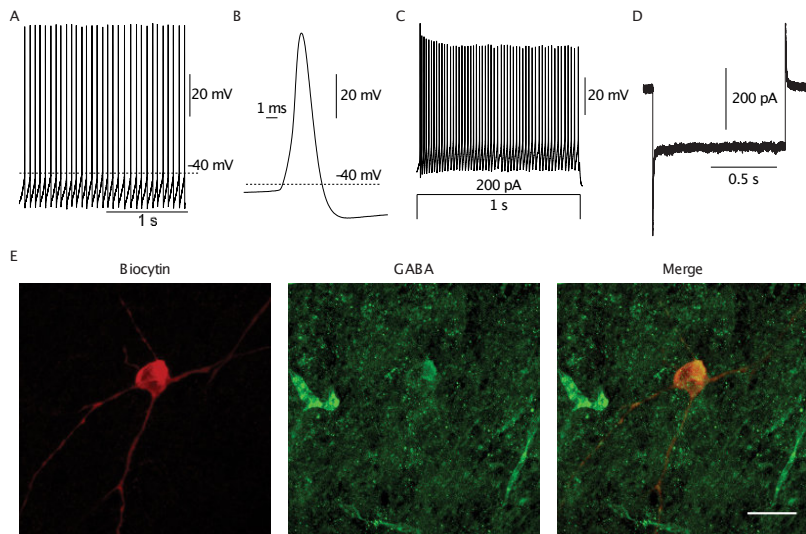 A
B
C
D
20 mV
-40 mV
1 s
1 ms
20 mV
-40 mV
20 mV
200 pA
1 s
200 pA
0.5 s
E
Biocytin
GABA
Merge